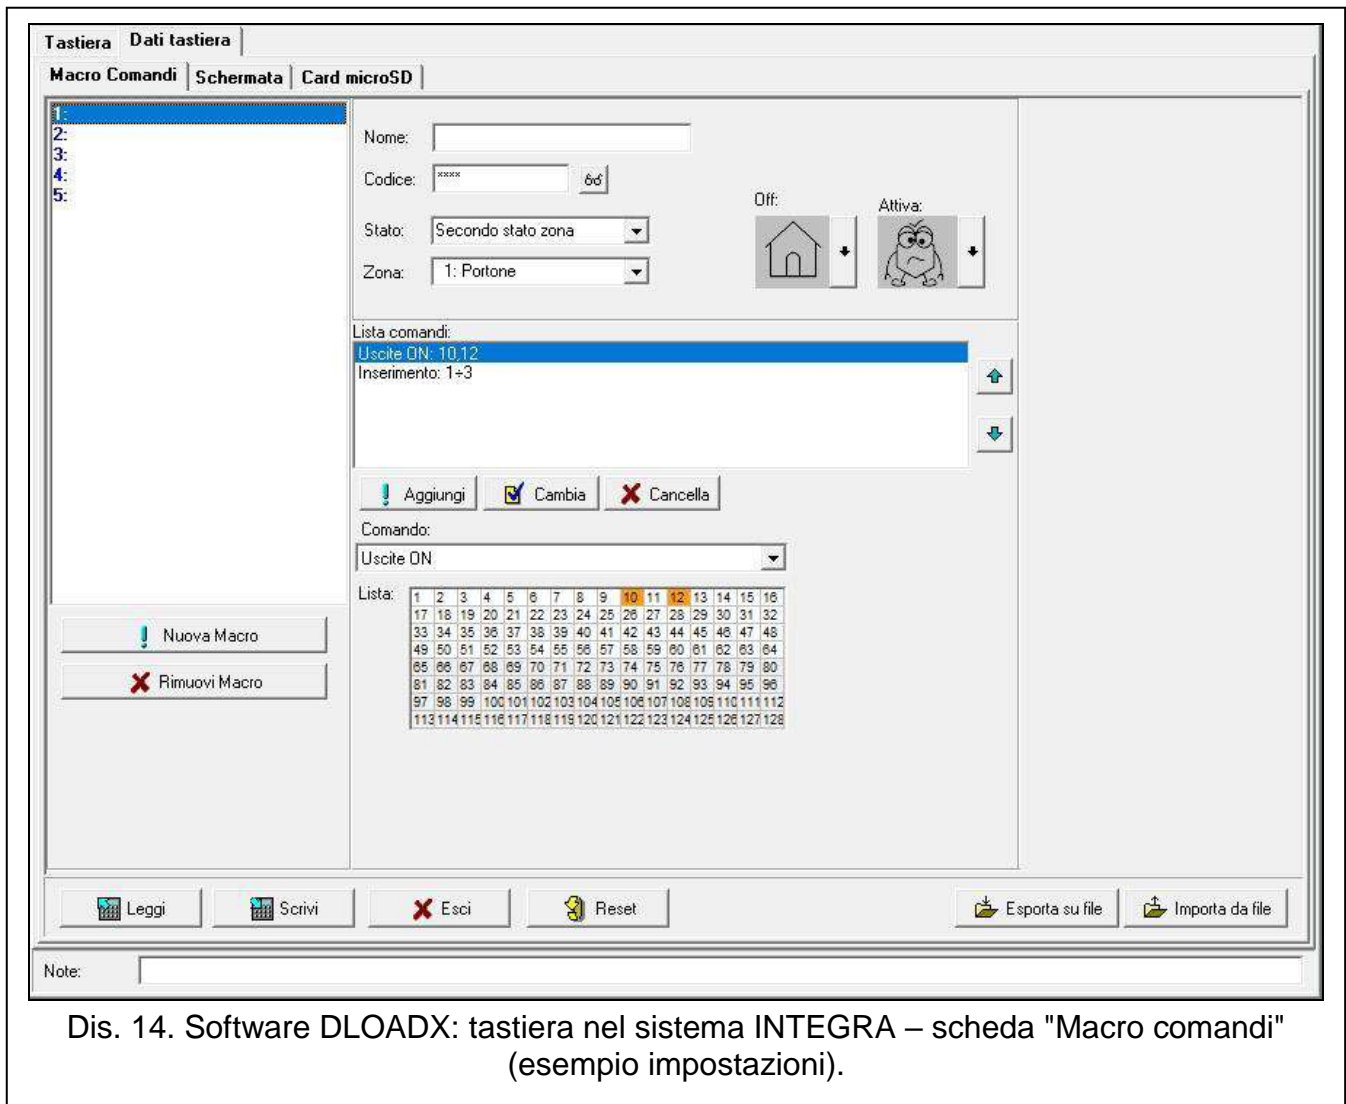 Tastiera Dati tastiera
Macro Comandi Schermata Card microSD
1:
2:
3:
4:
5:
Nuova Macro
Rimuovi Macro
Nome:
Codice: ****
Stato: Secondo stato zona
Zona: 1: Portone
Off:
Attiva:
Lista comandi:
Uscite ON: 10,12
Inserimento: 1÷3
Aggiungi Cambia Cancella
Comando:
Uscite ON
Lista:
1 2 3 4 5 6 7 8 9 10 11 12 13 14 15 16
17 18 19 20 21 22 23 24 25 26 27 28 29 30 31 32
33 34 35 36 37 38 39 40 41 42 43 44 45 46 47 48
49 50 51 52 53 54 55 56 57 58 59 60 61 62 63 64
65 66 67 68 69 70 71 72 73 74 75 76 77 78 79 80
81 82 83 84 85 86 87 88 89 90 91 92 93 94 95 96
97 98 99 100 101 102 103 104 105 106 107 108 109 110 111 112
113 114 115 116 117 118 119 120 121 122 123 124 125 126 127 128
Leggi Scrivi Esci Reset Esporta su file Importa da file
Note:
Dis. 14. Software DLOADX: tastiera nel sistema INTEGRA – scheda "Macro comandi"
(esempio impostazioni).